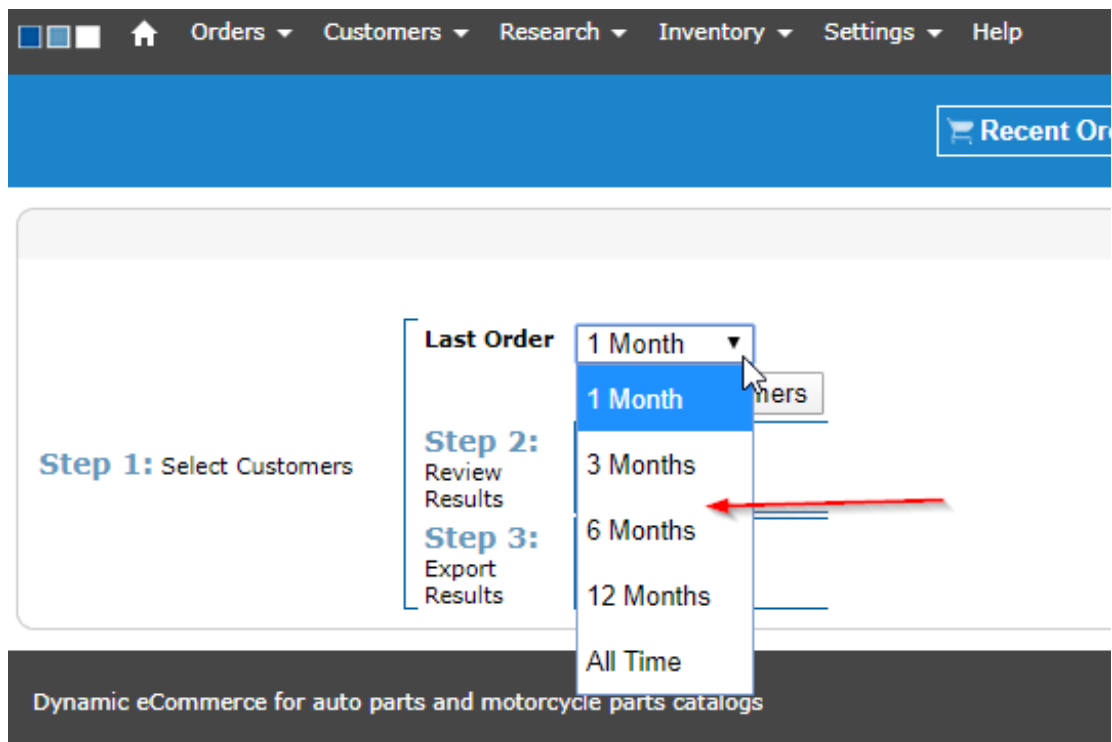 Orders Customers Research Inventory Settings Help
Recent
Last Order 1 Month
1 Month
3 Months
6 Months
12 Months
All Time
Step 1: Select Customers
Step 2:
Review
Results
Step 3:
Export
Results
Dynamic eCommerce for auto parts and motorcycle parts catalogs